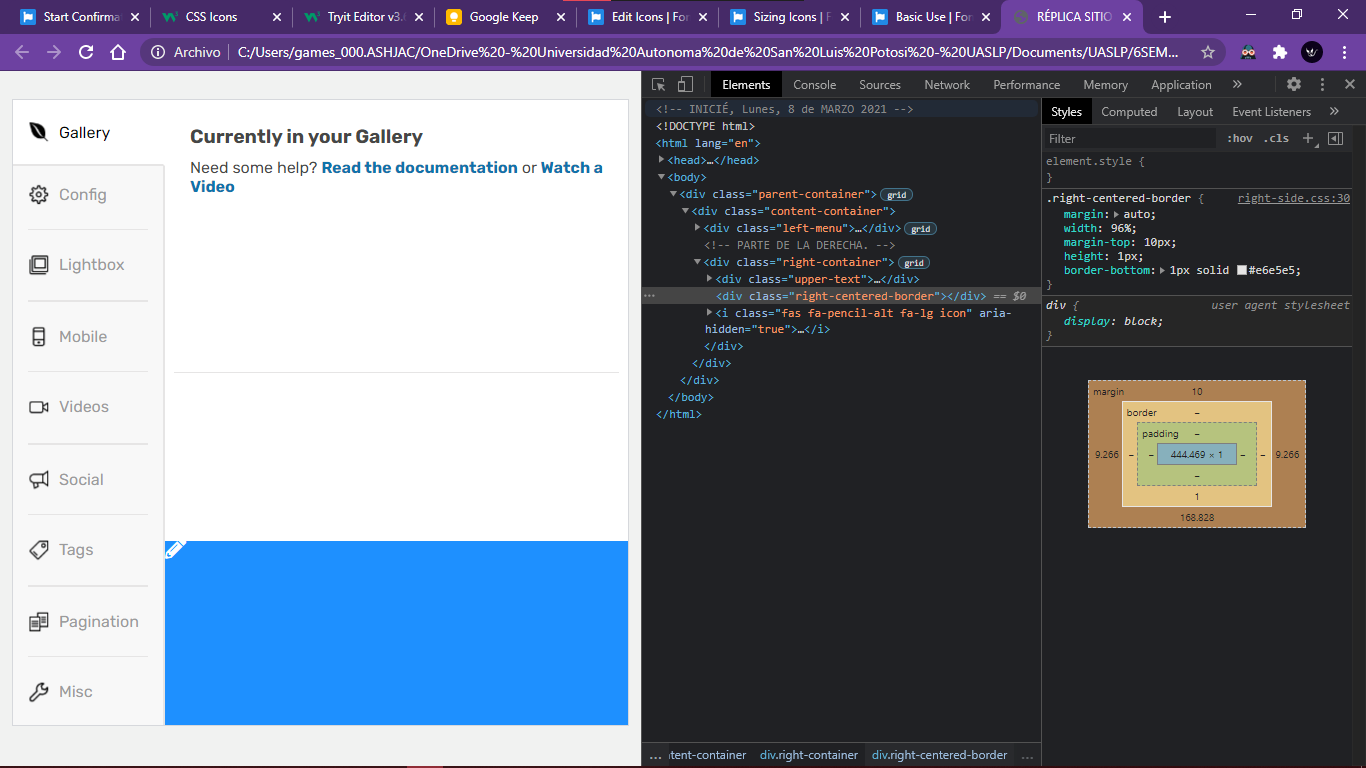 Start Confirma
CSS Icons
Tryit Editor v3.
Google Keep
Edit Icons | Fon
Sizing Icons | F
Basic Use | Fon
RÉPLICA SITIO
Archivo
C:/Users/games_000.ASHJAC/OneDrive%20-%20Universidad%20Autonoma%20de%20San%20Luis%20Potosi%20-%20UASLP/Documents/UASLP/6SEM...
Gallery
Config
Lightbox
Mobile
Videos
Social
Tags
Pagination
Misc
Currently in your Gallery
Need some help? Read the documentation or Watch a
Video
Elements Console Sources Network Performance Memory Application »
<!-- INICIÉ, Lunes, 8 de MARZO 2021 -->
<!DOCTYPE html>
<html lang="en">
<head>…</head>
<body>
<div class="parent-container"> grid
<div class="content-container">
<div class="left-menu">…</div> grid
<!-- PARTE DE LA DERECHA. -->
<div class="right-container"> grid
<div class="upper-text">…</div>
<div class="right-centered-border"></div> == $0
<i class="fas fa-pencil-alt fa-lg icon" aria-
hidden="true">…</i>
</div>
</div>
</div>
</body>
</html>
... ntent-container div.right-container div.right-centered-border ...
Styles Computed Layout Event Listeners »
Filter :hov .cls +
element.style {
}
.right-centered-border { right-side.css:30
margin: auto;
width: 96%;
margin-top: 10px;
height: 1px;
border-bottom: 1px solid #e6e5e5;
}
div { user agent stylesheet
display: block;
}
margin 10
border –
padding –
9.266 – – 444.469 × 1 – – 9.266
–
1
168.828